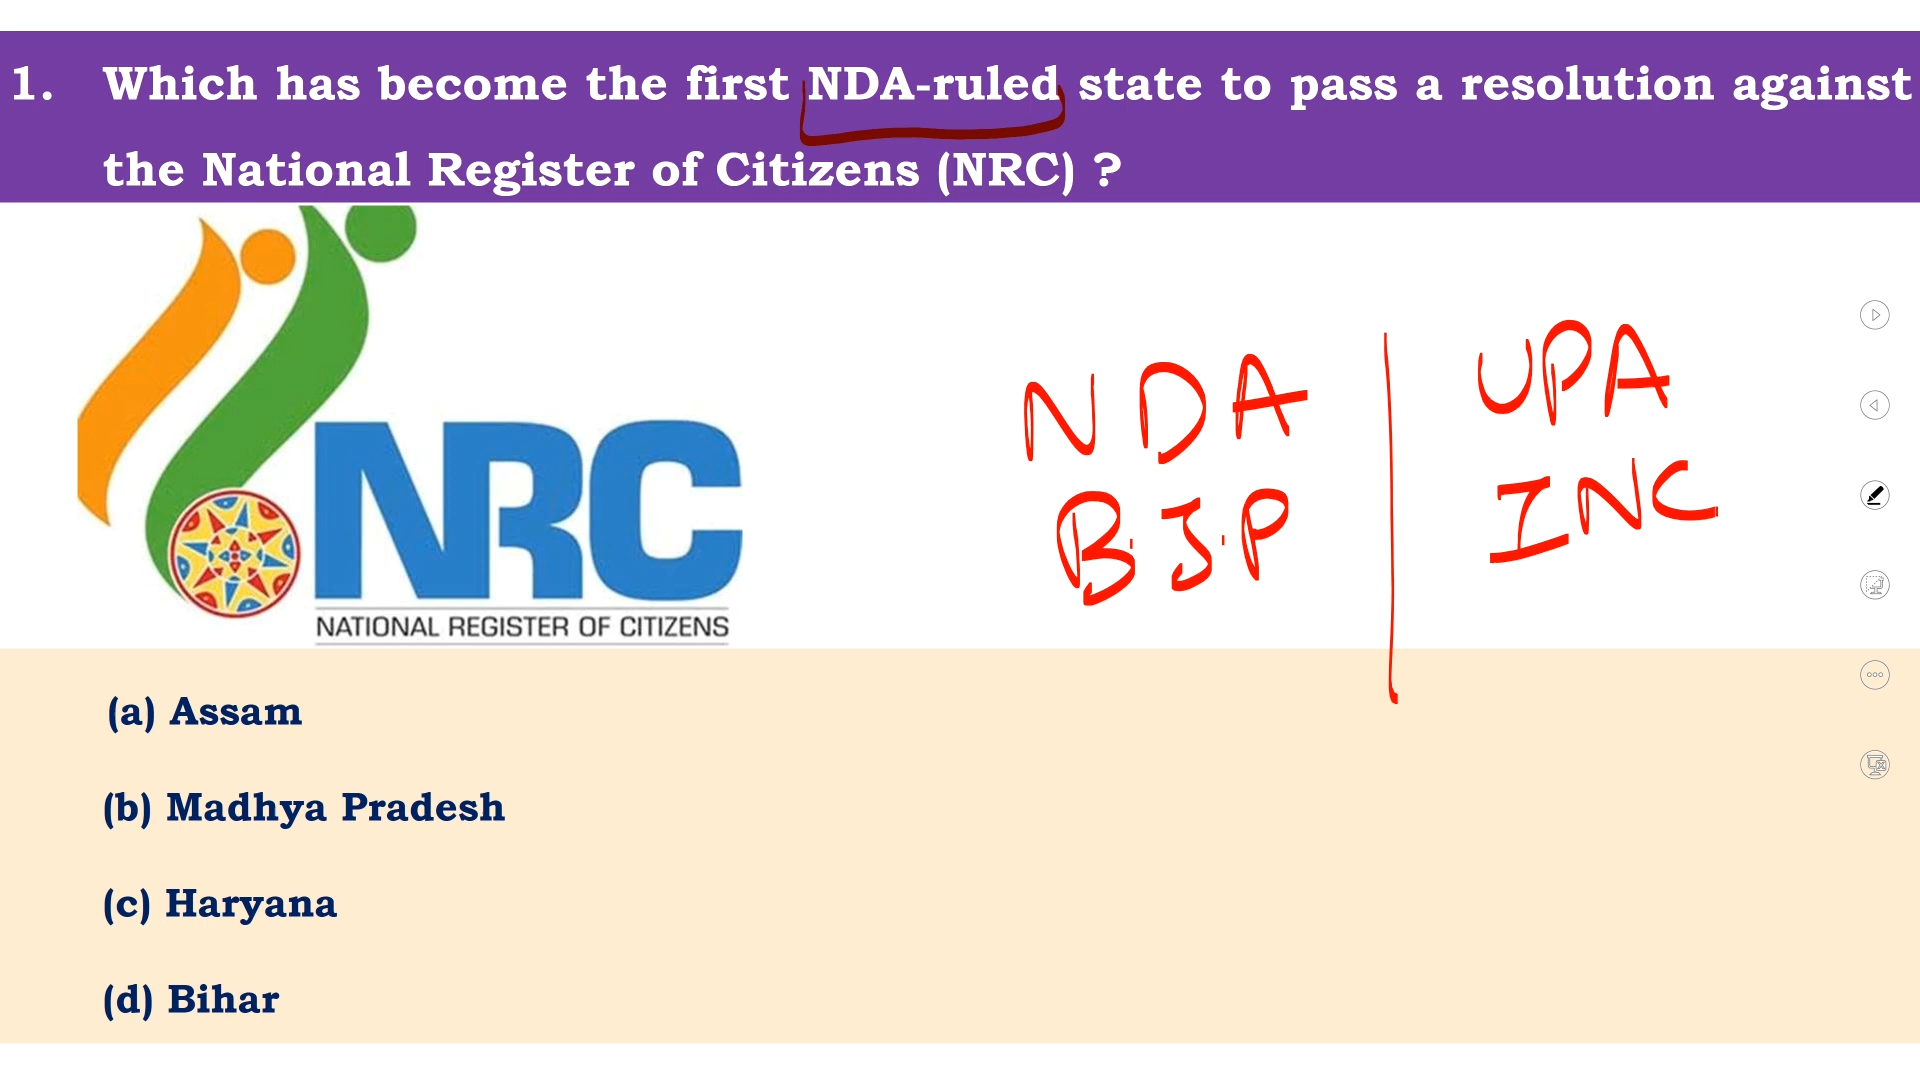 1. Which has become the first NDA-ruled state to pass a resolution against
the National Register of Citizens (NRC) ?
NRC
NATIONAL REGISTER OF CITIZENS
NDA UPA
B.J.P INC
(a) Assam
(b) Madhya Pradesh
(c) Haryana
(d) Bihar